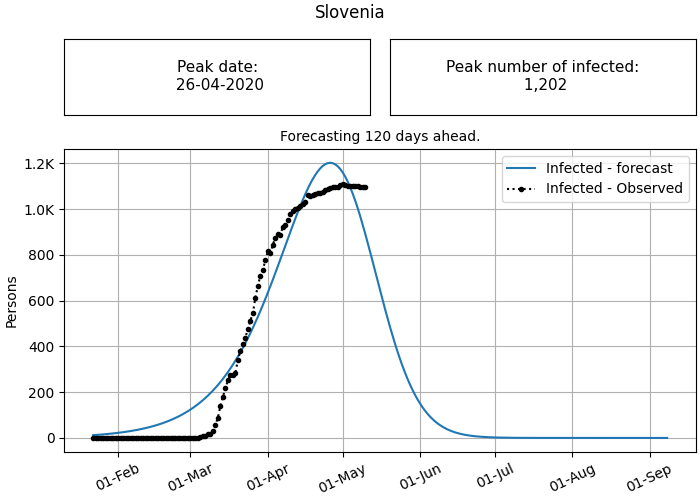 Slovenia
Peak date:
26-04-2020
Peak number of infected:
1,202
Forecasting 120 days ahead.
Infected - forecast
Infected - Observed
1.2K
1.0K
800
600
400
200
0
Persons
01-Feb
01-Mar
01-Apr
01-May
01-Jun
01-Jul
01-Aug
01-Sep